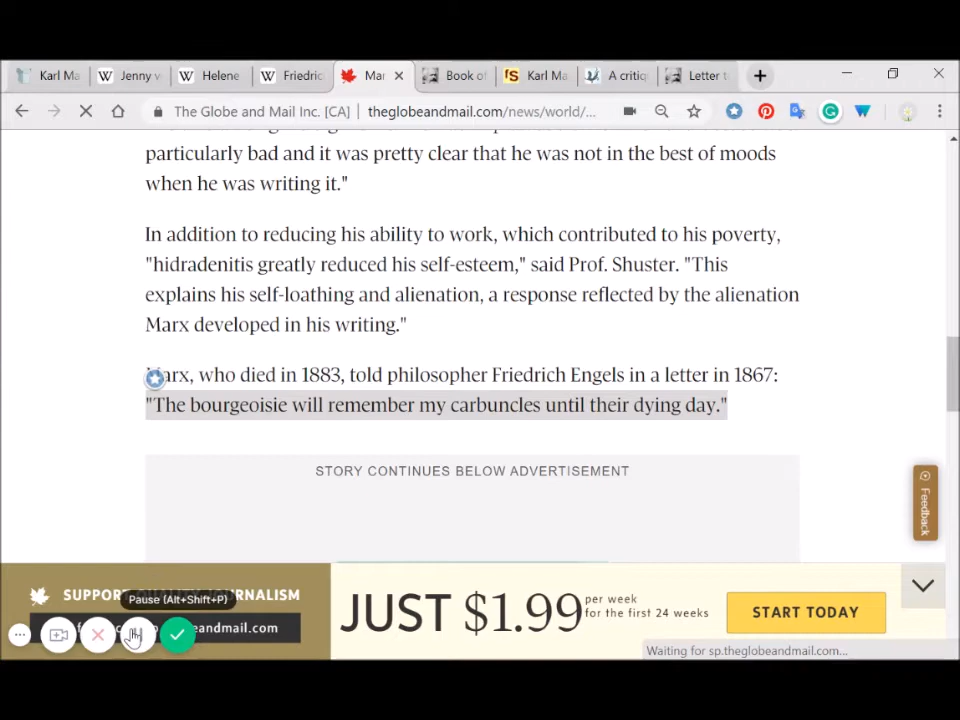 Karl Ma
Jenny v
Helene
Friedric
Mar
Book of
Karl Ma
A critiq
Letter t
The Globe and Mail Inc. [CA] theglobeandmail.com/news/world/...
particularly bad and it was pretty clear that he was not in the best of moods
when he was writing it."
In addition to reducing his ability to work, which contributed to his poverty,
"hidradenitis greatly reduced his self-esteem," said Prof. Shuster. "This
explains his self-loathing and alienation, a response reflected by the alienation
Marx developed in his writing."
Marx, who died in 1883, told philosopher Friedrich Engels in a letter in 1867:
"The bourgeoisie will remember my carbuncles until their dying day."
STORY CONTINUES BELOW ADVERTISEMENT
Feedback
SUPPORT JOURNALISM
Pause (Alt+Shift+P)
eandmail.com
JUST $1.99
per week
for the first 24 weeks
START TODAY
Waiting for sp.theglobeandmail.com...